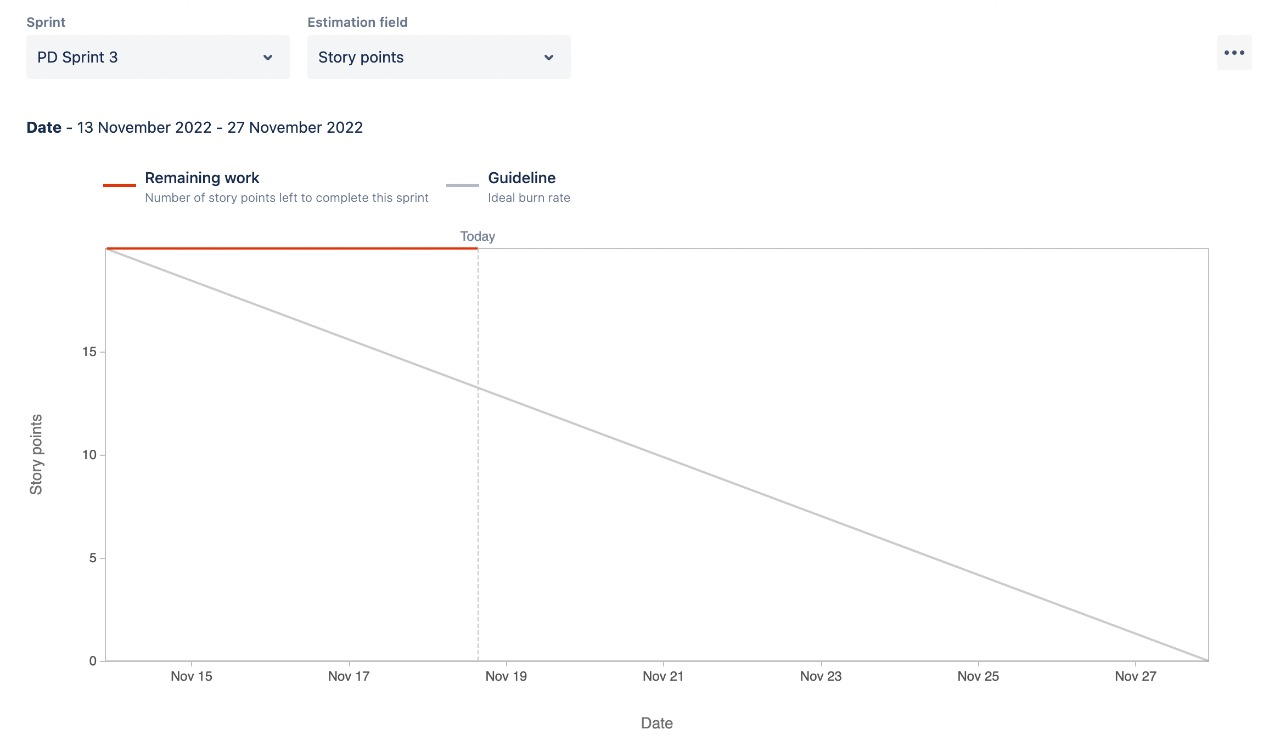 Sprint
Estimation field
PD Sprint 3
Story points
Date - 13 November 2022 - 27 November 2022
Remaining work
Number of story points left to complete this sprint
Guideline
Ideal burn rate
Today
15
10
5
0
Story points
Nov 15
Nov 17
Nov 19
Nov 21
Nov 23
Nov 25
Nov 27
Date